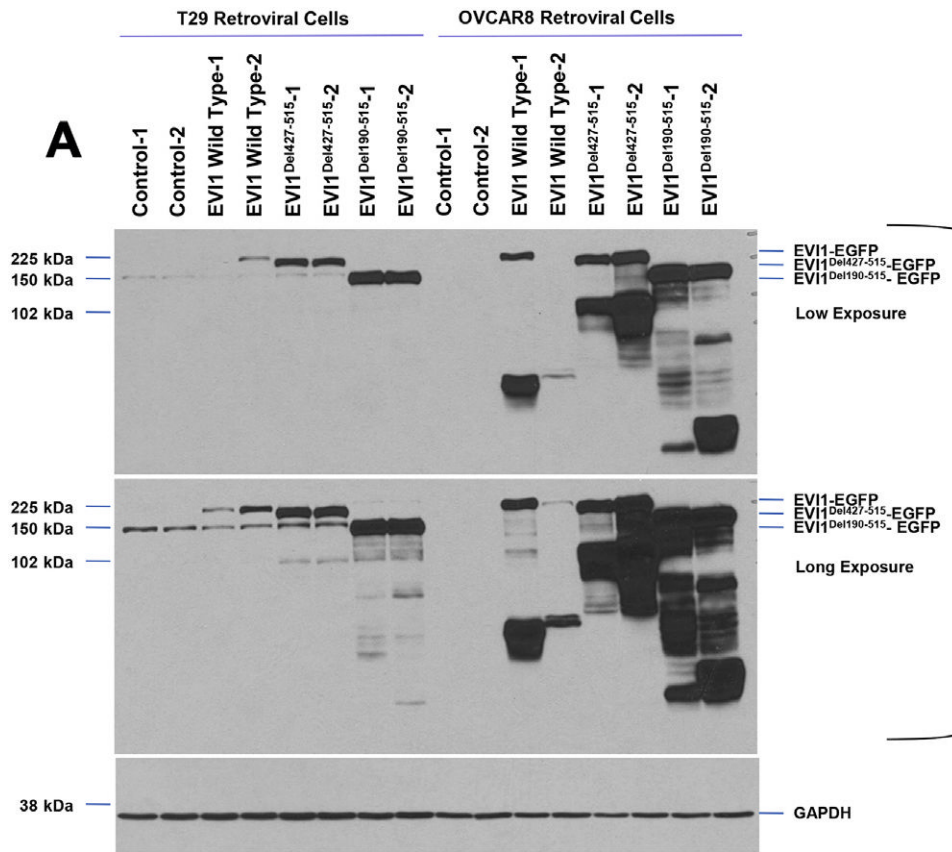 T29 Retroviral Cells
OVCAR8 Retroviral Cells
A
Control-1
Control-2
EVI1 Wild Type-1
EVI1 Wild Type-2
EVI1Del427-515-1
EVI1Del427-515-2
EVI1Del190-515-1
EVI1Del190-515-2
Control-1
Control-2
EVI1 Wild Type-1
EVI1 Wild Type-2
EVI1Del427-515-1
EVI1Del427-515-2
EVI1Del190-515-1
EVI1Del190-515-2
225 kDa
150 kDa
102 kDa
EVI1-EGFP
EVI1Del427-515-EGFP
EVI1Del190-515- EGFP
Low Exposure
225 kDa
150 kDa
102 kDa
EVI1-EGFP
EVI1Del427-515-EGFP
EVI1Del190-515- EGFP
Long Exposure
38 kDa
GAPDH